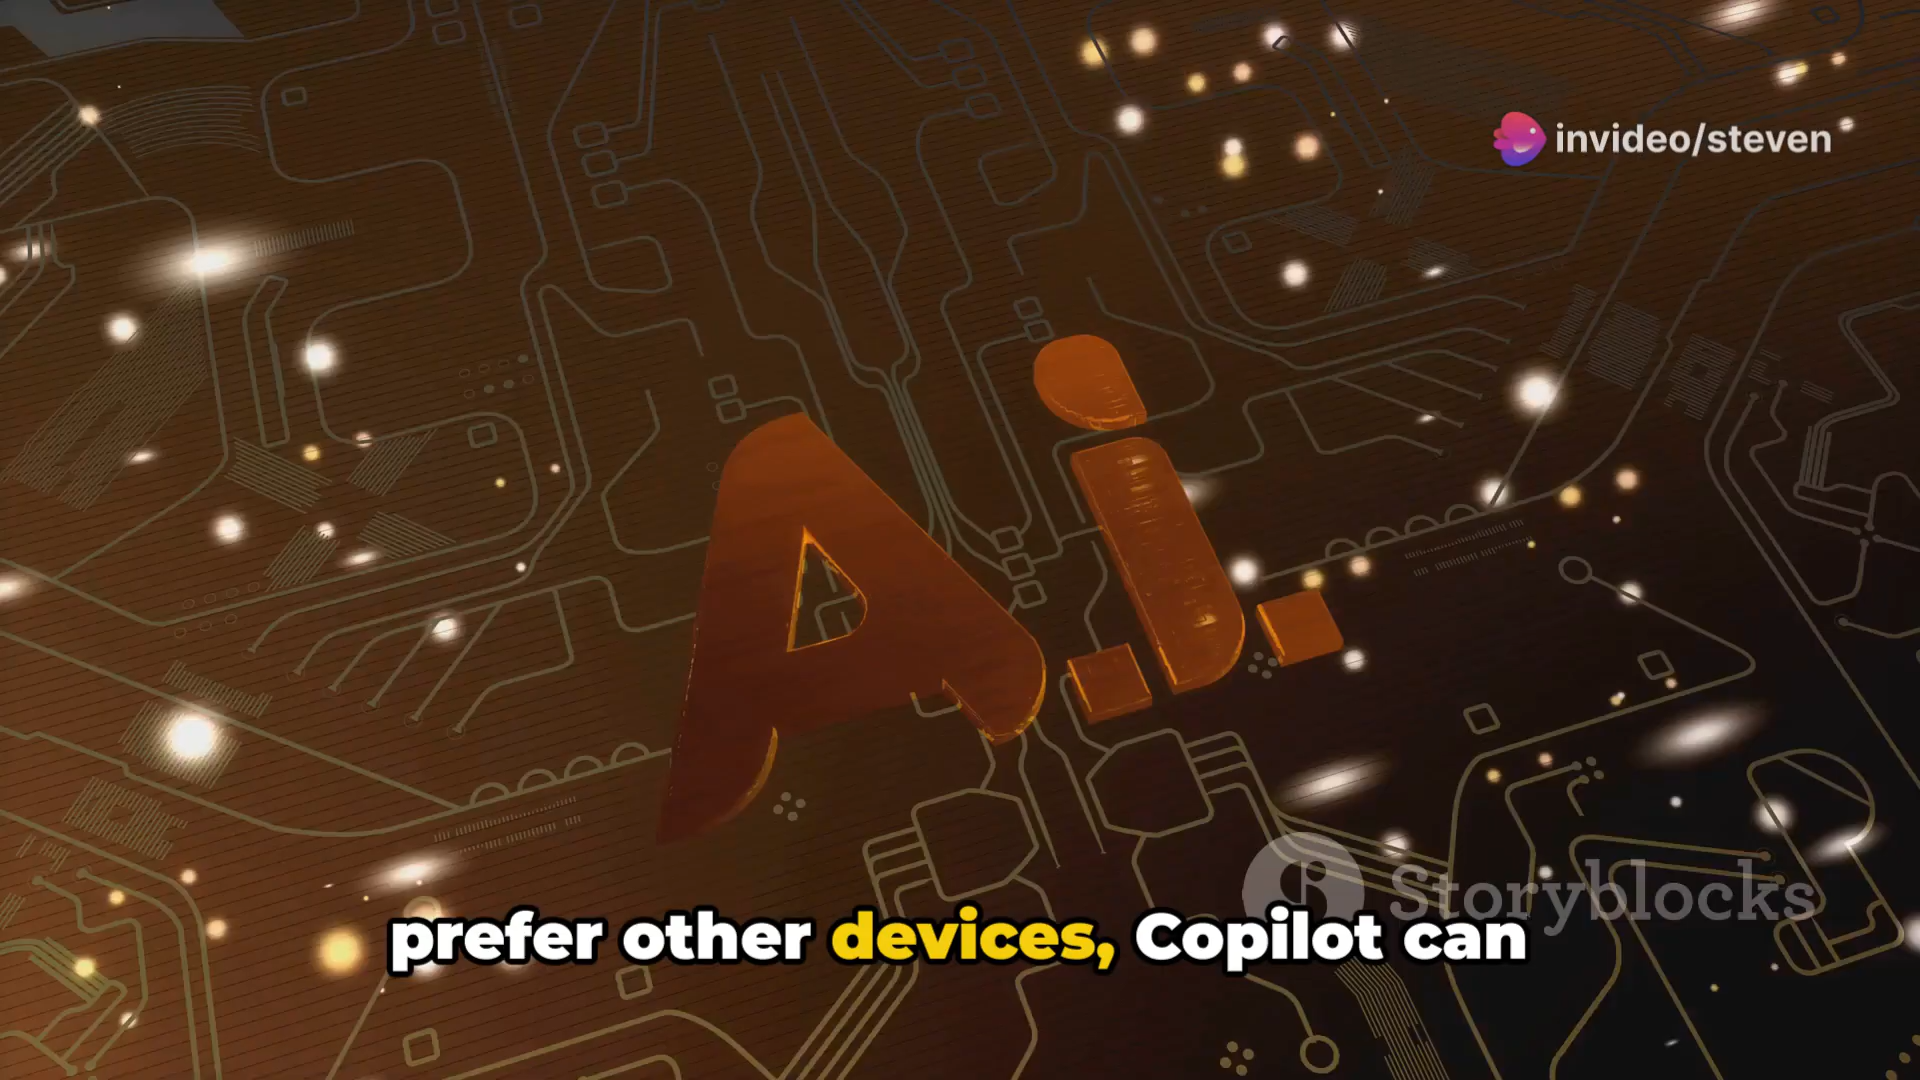 invideo/steven
A.i.
Storyblocks
prefer other devices, Copilot can